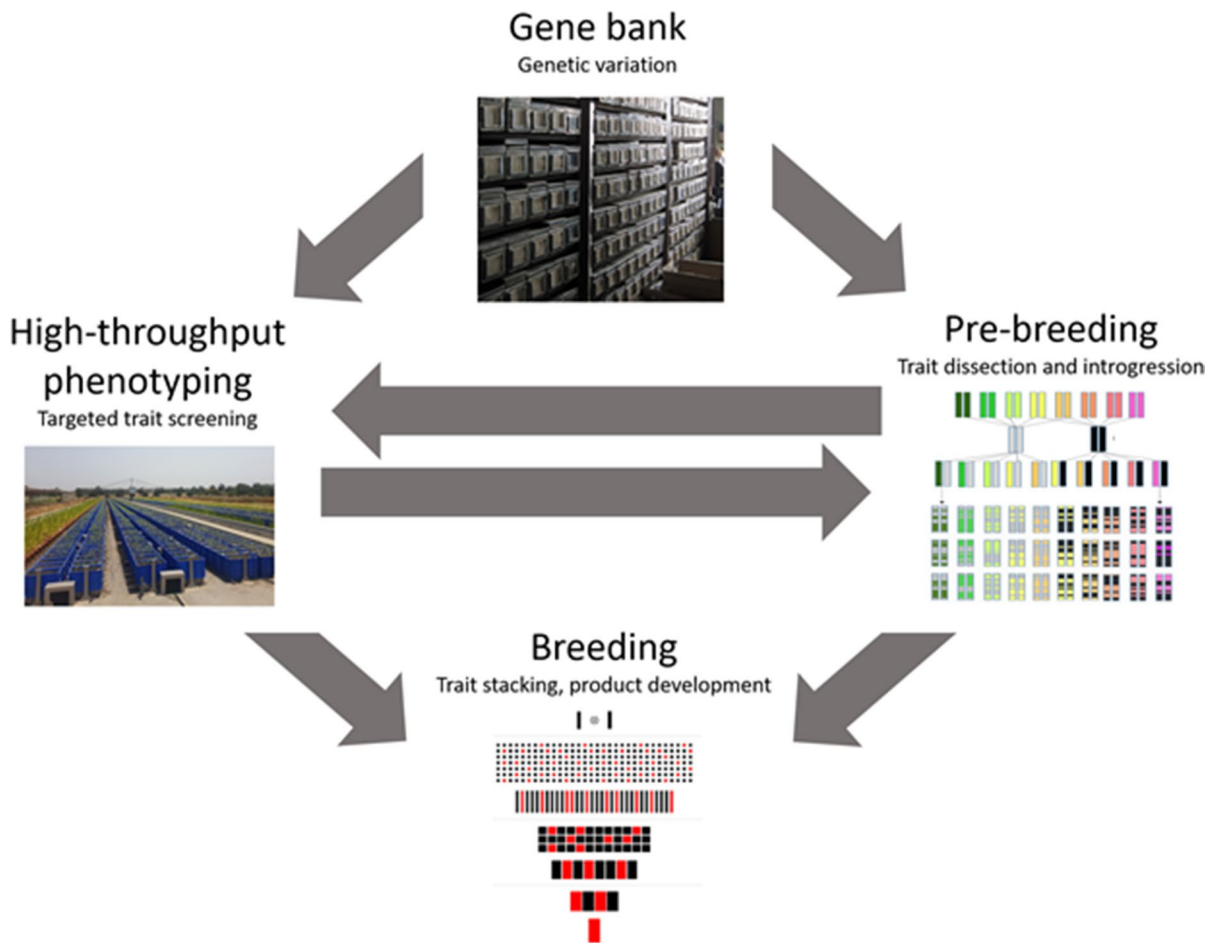 Gene bank
Genetic variation
High-throughput
phenotyping
Targeted trait screening
Pre-breeding
Trait dissection and introgression
Breeding
Trait stacking, product development